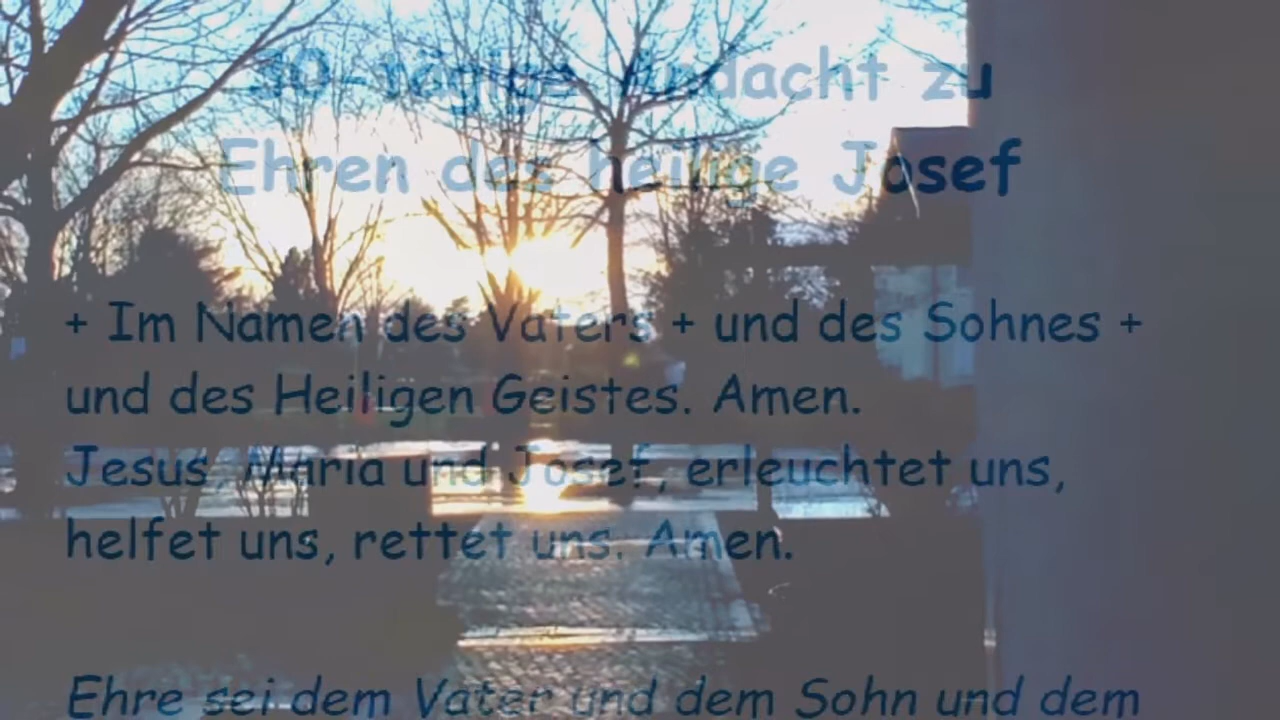 30-tägige Andacht zu
Ehren des heilige Josef
+ Im Namen des Vaters + und des Sohnes +
und des Heiligen Geistes. Amen.
Jesus, Maria und Josef, erleuchtet uns,
helfet uns, rettet uns. Amen.
Ehre sei dem Vater und dem Sohn und dem